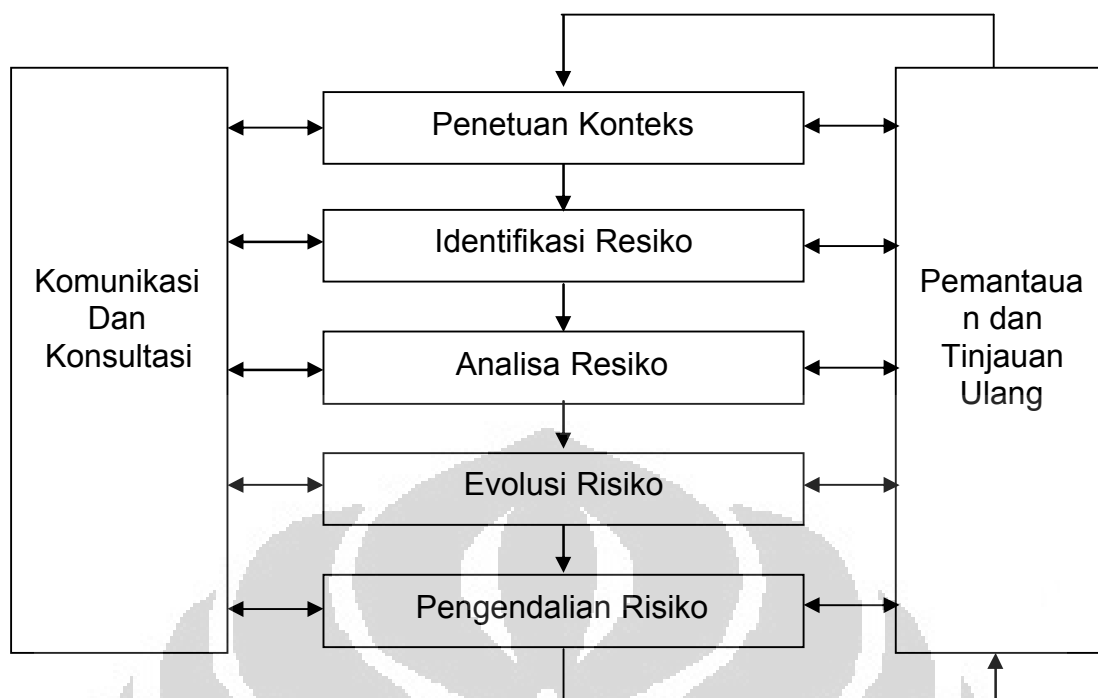 Penetuan Konteks
Identifikasi Resiko
Komunikasi
Dan
Konsultasi
Pemantaua
n dan
Tinjauan
Ulang
Analisa Resiko
Evolusi Risiko
Pengendalian Risiko